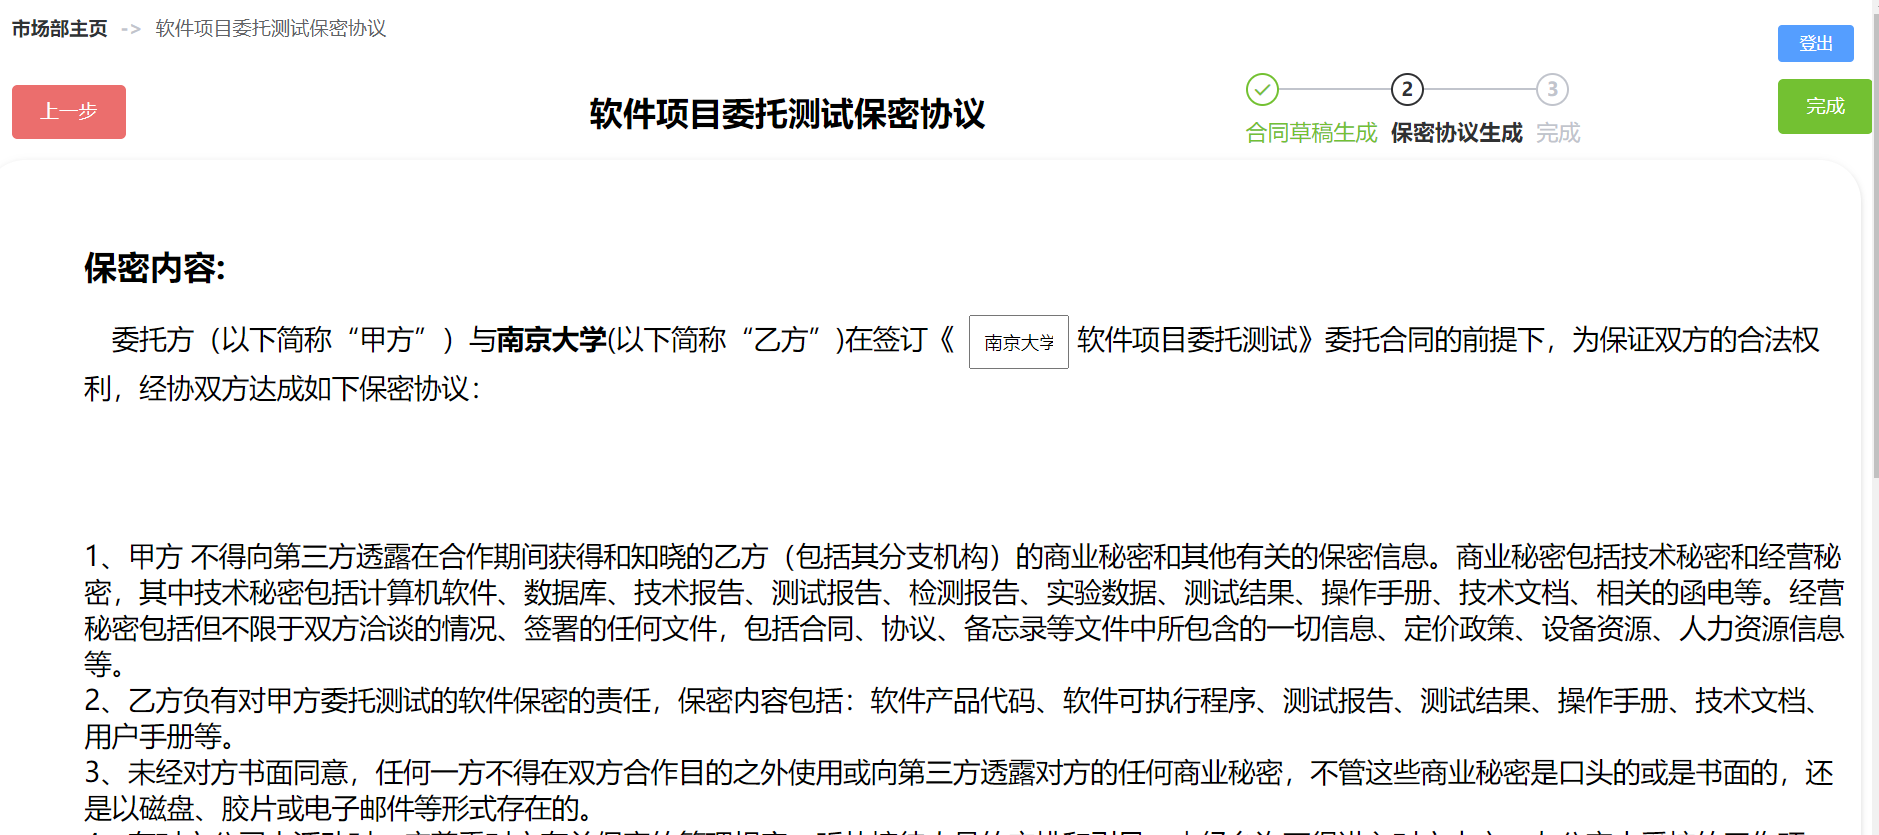 市场部主页 -> 软件项目委托测试保密协议
登出
上一步
软件项目委托测试保密协议
2
3
合同草稿生成
保密协议生成
完成
完成
保密内容:
委托方（以下简称“甲方”）与南京大学(以下简称“乙方”)在签订《 南京大学 软件项目委托测试》委托合同的前提下，为保证双方的合法权
利，经协双方达成如下保密协议：
1、甲方 不得向第三方透露在合作期间获得和知晓的乙方（包括其分支机构）的商业秘密和其他有关的保密信息。商业秘密包括技术秘密和经营秘
密，其中技术秘密包括计算机软件、数据库、技术报告、测试报告、检测报告、实验数据、测试结果、操作手册、技术文档、相关的函电等。经营
秘密包括但不限于双方洽谈的情况、签署的任何文件，包括合同、协议、备忘录等文件中所包含的一切信息、定价政策、设备资源、人力资源信息
等。
2、乙方负有对甲方委托测试的软件保密的责任，保密内容包括：软件产品代码、软件可执行程序、测试报告、测试结果、操作手册、技术文档、
用户手册等。
3、未经对方书面同意，任何一方不得在双方合作目的之外使用或向第三方透露对方的任何商业秘密，不管这些商业秘密是口头的或是书面的，还
是以磁盘、胶片或电子邮件等形式存在的。